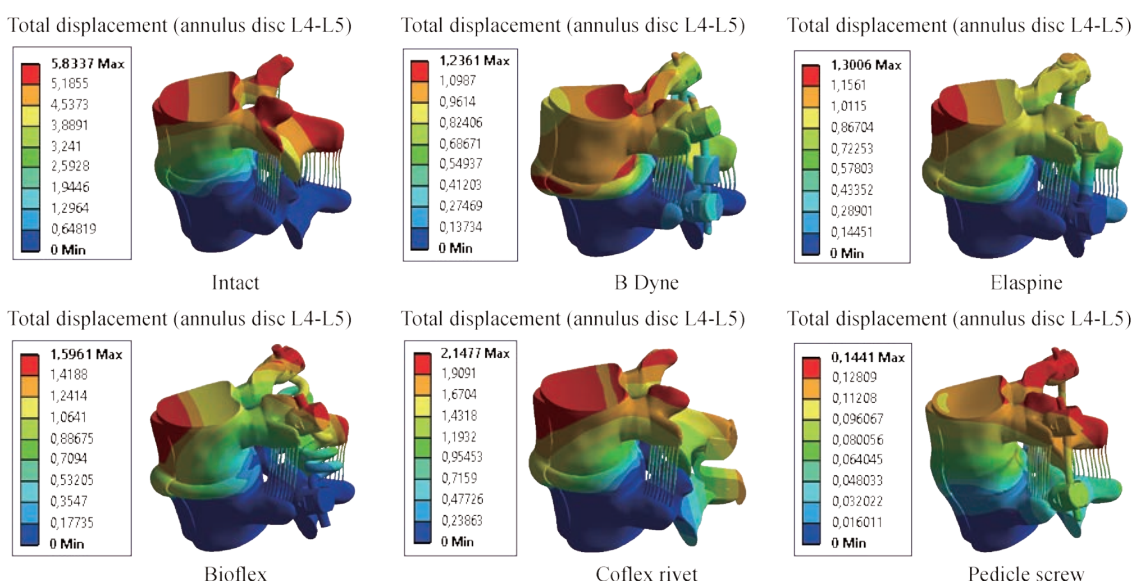 Total displacement (annulus disc L4-L5)
5,8337 Max
5,1855
4,5373
3,8891
3,241
2,5928
1,9446
1,2964
0,64819
0 Min
Intact
Total displacement (annulus disc L4-L5)
1,2361 Max
1,0987
0,9614
0,82406
0,68671
0,54937
0,41203
0,27469
0,13734
0 Min
B Dyne
Total displacement (annulus disc L4-L5)
1,3006 Max
1,1561
1,0115
0,86704
0,72253
0,57803
0,43352
0,28901
0,14451
0 Min
Elaspine
Total displacement (annulus disc L4-L5)
1,5961 Max
1,4188
1,2414
1,0641
0,88675
0,7094
0,53205
0,3547
0,17735
0 Min
Bioflex
Total displacement (annulus disc L4-L5)
2,1477 Max
1,9091
1,6704
1,4318
1,1932
0,95453
0,7159
0,47726
0,23863
0 Min
Coflex rivet
Total displacement (annulus disc L4-L5)
0,1441 Max
0,12809
0,11208
0,096067
0,080056
0,064045
0,048033
0,032022
0,016011
0 Min
Pedicle screw